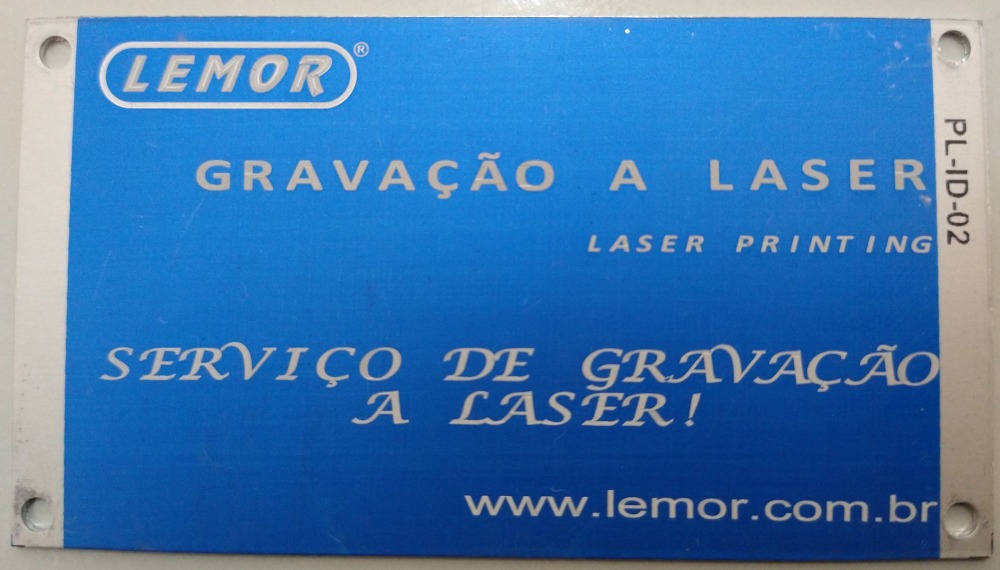 LEMOR®
GRAVAÇÃO A LASER
LASER PRINTING
PL-ID-02
SERVIÇO DE GRAVAÇÃO
A LASER!
www.lemor.com.br